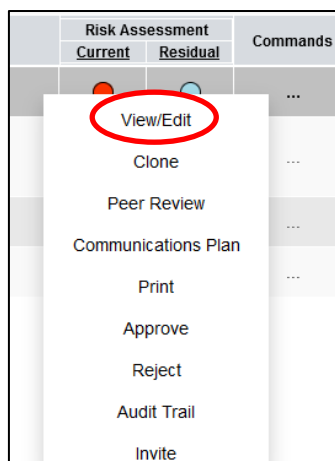 Risk Assessment
Current Residual Commands
...
View/Edit
Clone
...
Peer Review
...
Communications Plan
...
Print
Approve
Reject
Audit Trail
Invite